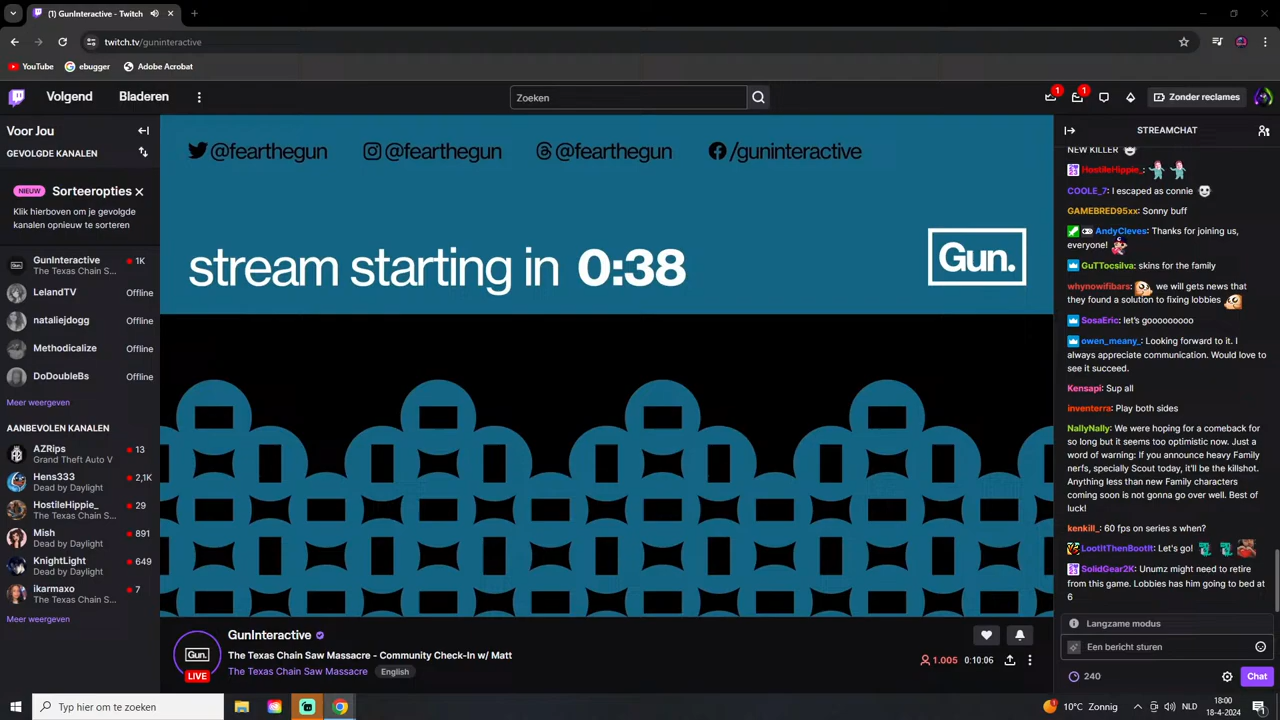 (1) GunInteractive - Twitch
twitch.tv/guninteractive
YouTube
ebugger
Adobe Acrobat
Volgend
Bladeren
Zoeken
1
1
Zonder reclames
Voor Jou
GEVOLGDE KANALEN
NIEUW
Sorteeropties
Klik hierboven om je gevolgde
kanalen opnieuw te sorteren
GunInteractive
1K
The Texas Chain S...
LelandTV
Offline
nataliejdogg
Offline
Methodicalize
Offline
DoDoubleBs
Offline
Meer weergeven
AANBEVOLEN KANALEN
AZRips
13
Grand Theft Auto V
Hens333
2,1K
Dead by Daylight
HostileHippie_
29
The Texas Chain S...
Mish
891
Dead by Daylight
KnightLight
649
Dead by Daylight
ikarmaxo
7
The Texas Chain S...
Meer weergeven
@fearthegun
@fearthegun
@fearthegun
/guninteractive
stream starting in 0:38
Gun.
Gun.
LIVE
GunInteractive
The Texas Chain Saw Massacre - Community Check-In w/ Matt
The Texas Chain Saw Massacre
English
1.005
0:10:06
STREAMCHAT
NEW KILLER
HostileHippie_:
COOLE_7: I escaped as connie
GAMEBRED95xx: Sonny buff
AndyCleves: Thanks for joining us,
everyone!
GuTTocsilva: skins for the family
whynowifibars: we will gets news that
they found a solution to fixing lobbies
SosaEric: let's gooooooooo
owen_meany_: Looking forward to it. I
always appreciate communication. Would love to
see it succeed.
Kensapi: Sup all
inventerra: Play both sides
NallyNally: We were hoping for a comeback for
so long but it seems too optimistic now. Just a
word of warning: If you announce heavy Family
nerfs, specially Scout today, it'll be the killshot.
Anything less than new Family characters
coming soon is not gonna go over well. Best of
luck!
kenkill_: 60 fps on series s when?
LootItThenBootIt: Let's go!
SolidGear2K: Unumz might need to retire
from this game. Lobbies has him going to bed at
6
Langzame modus
Een bericht sturen
240
Chat
Typ hier om te zoeken
10°C Zonnig
NLD
18:00
18-4-2024
1